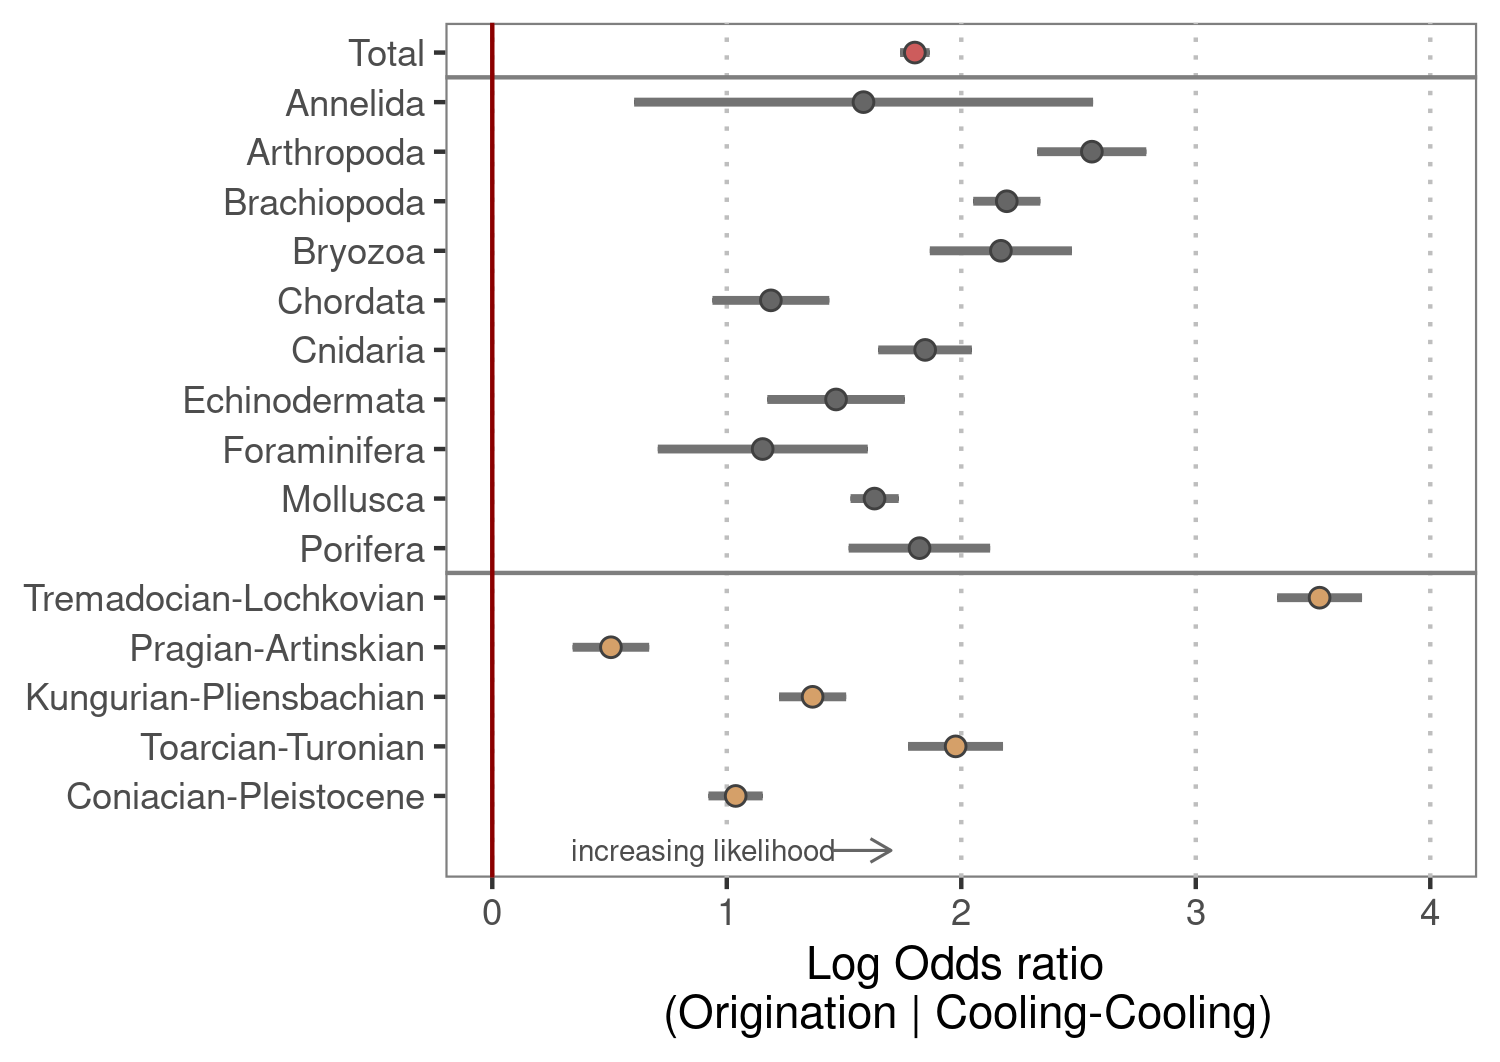 Total
Annelida
Arthropoda
Brachiopoda
Bryozoa
Chordata
Cnidaria
Echinodermata
Foraminifera
Mollusca
Porifera
Tremadocian-Lochkovian
Pragian-Artinskian
Kungurian-Pliensbachian
Toarcian-Turonian
Coniacian-Pleistocene
increasing likelihood
0 1 2 3 4
Log Odds ratio
(Origination | Cooling-Cooling)